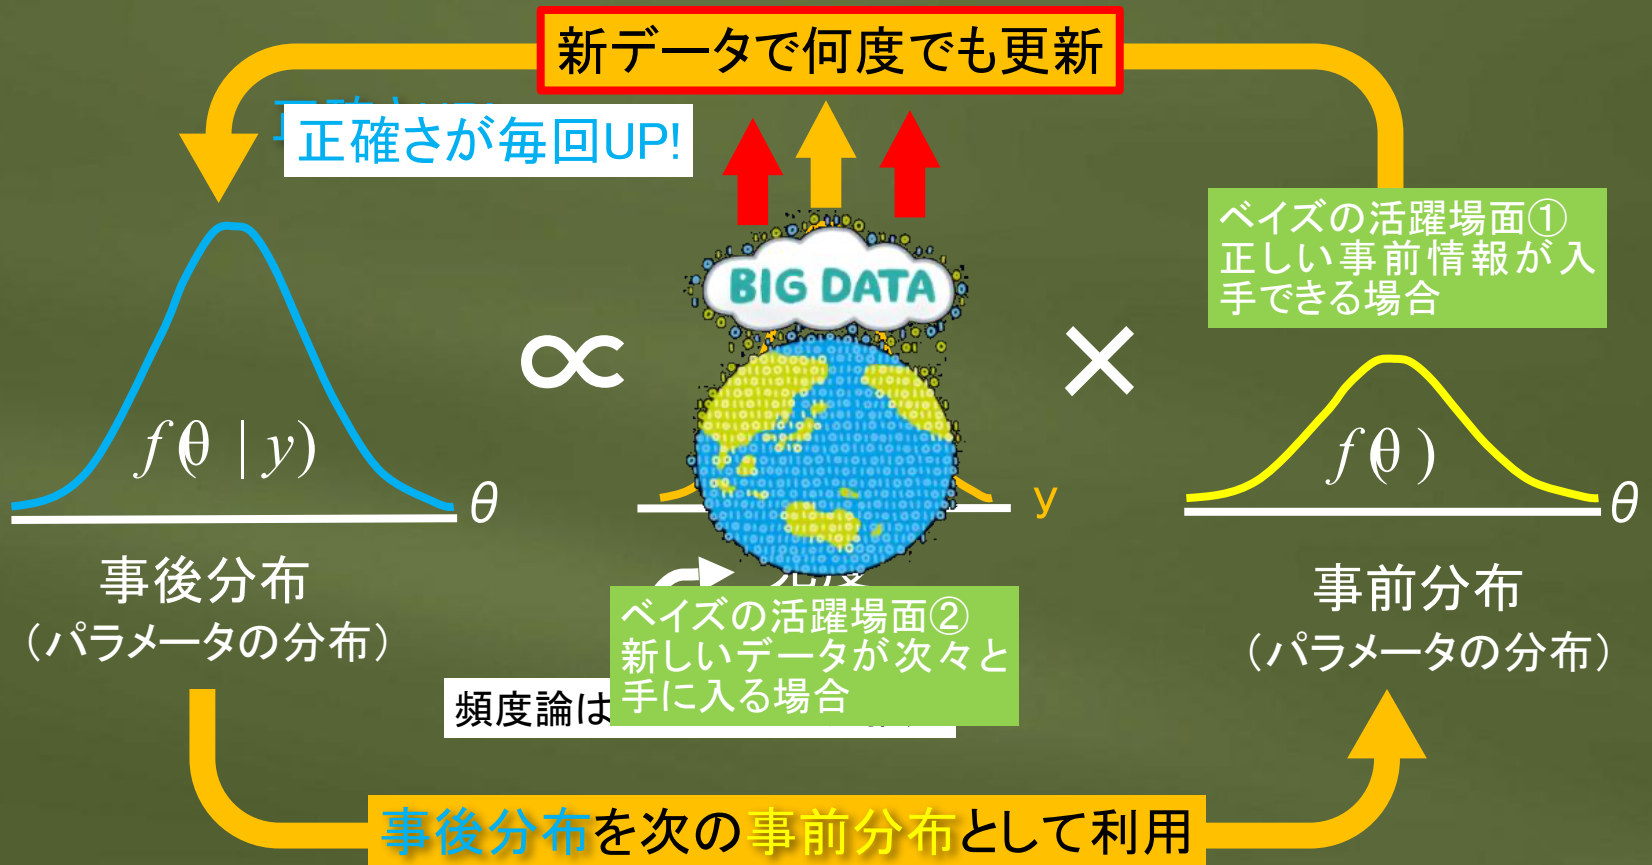 新データで何度でも更新
正確さが毎回UP!
ベイズの活躍場面①
正しい事前情報が入
手できる場合
BIG DATA
∝
×
f(θ | y)
θ
y
f(θ)
θ
事後分布
(パラメータの分布)
ベイズの活躍場面②
新しいデータが次々と
手に入る場合
事前分布
(パラメータの分布)
頻度論は
事後分布を次の事前分布として利用